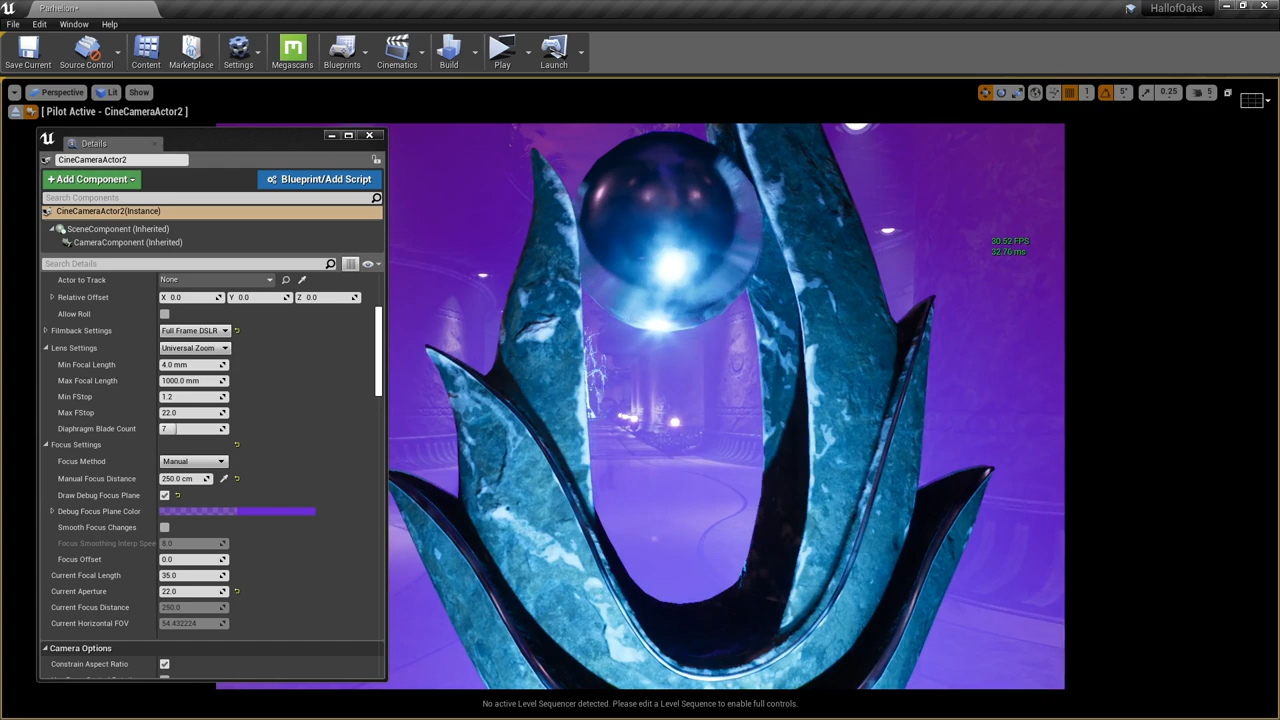 Parhelion*
HallofOaks
File Edit Window Help
Save Current Source Control Content Marketplace Settings Megascans Blueprints Cinematics Build Play Launch
Perspective Lit Show
1 5° 0.25 5
[ Pilot Active - CineCameraActor2 ]
Details
CineCameraActor2
+Add Component Blueprint/Add Script
Search Components
CineCameraActor2(Instance)
SceneComponent (Inherited)
CameraComponent (Inherited)
Search Details
Actor to Track None
Relative Offset X 0.0 Y 0.0 Z 0.0
Allow Roll
Filmback Settings Full Frame DSLR
Lens Settings Universal Zoom
Min Focal Length 4.0 mm
Max Focal Length 1000.0 mm
Min FStop 1.2
Max FStop 22.0
Diaphragm Blade Count 7
Focus Settings
Focus Method Manual
Manual Focus Distance 250.0 cm
Draw Debug Focus Plane
Debug Focus Plane Color
Smooth Focus Changes
Focus Smoothing Interp Spee 8.0
Focus Offset 0.0
Current Focal Length 35.0
Current Aperture 22.0
Current Focus Distance 250.0
Current Horizontal FOV 54.432224
Camera Options
Constrain Aspect Ratio
30.52 FPS
32.76 ms
No active Level Sequencer detected. Please edit a Level Sequence to enable full controls.